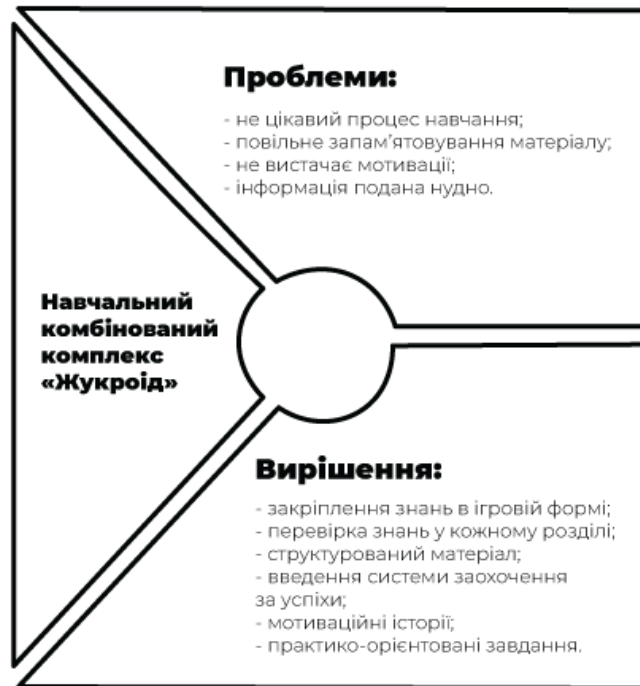 Проблеми:
- не цікавий процес навчання;
- повільне запам'ятовування матеріалу;
- не вистачає мотивації;
- інформація подана нудно.
Навчальний
комбінований
комплекс
«Жукроїд»
Вирішення:
- закріплення знань в ігровій формі;
- перевірка знань у кожному розділі;
- структурований матеріал;
- введення системи заохочення
за успіхи;
- мотиваційні історії;
- практико-орієнтовані завдання.